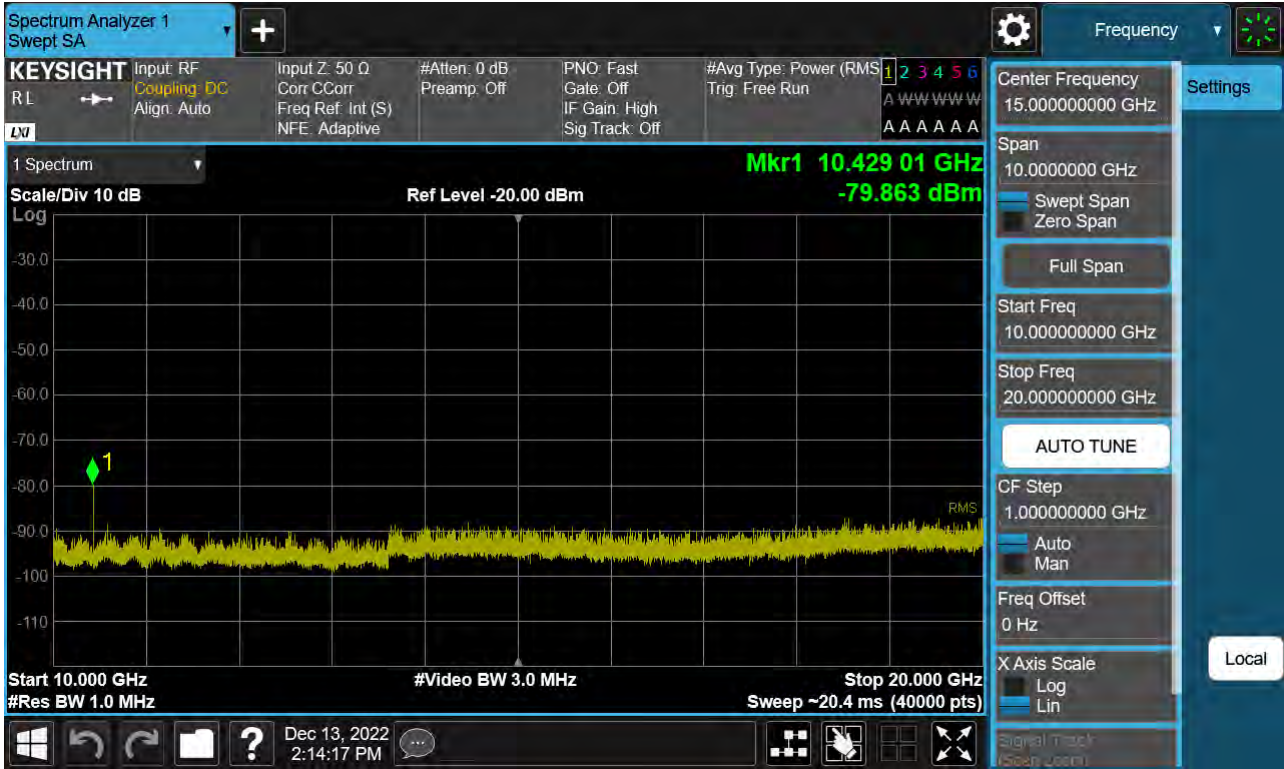 Spectrum Analyzer 1
Swept SA
+
Frequency
KEYSIGHT
R L
LXI
Input: RF
Coupling: DC
Align: Auto
Input Z: 50 Ω
Corr CCorr
Freq Ref: Int (S)
NFE: Adaptive
#Atten: 0 dB
Preamp: Off
PNO: Fast
Gate: Off
IF Gain: High
Sig Track: Off
#Avg Type: Power (RMS
Trig: Free Run
1 2 3 4 5 6
A W W W W W
A A A A A A
1 Spectrum
Mkr1 10.429 01 GHz
Scale/Div 10 dB
Ref Level -20.00 dBm
-79.863 dBm
Log
-30.0
-40.0
-50.0
-60.0
-70.0
1
-80.0
RMS
-90.0
-100
-110
Start 10.000 GHz
#Video BW 3.0 MHz
Stop 20.000 GHz
#Res BW 1.0 MHz
Sweep ~20.4 ms (40000 pts)
Center Frequency
15.000000000 GHz
Settings
Span
10.0000000 GHz
Swept Span
Zero Span
Full Span
Start Freq
10.000000000 GHz
Stop Freq
20.000000000 GHz
AUTO TUNE
CF Step
1.000000000 GHz
Auto
Man
Freq Offset
0 Hz
X Axis Scale
Log
Lin
Local
Signal Track
(Span Zoom)
?
Dec 13, 2022
2:14:17 PM